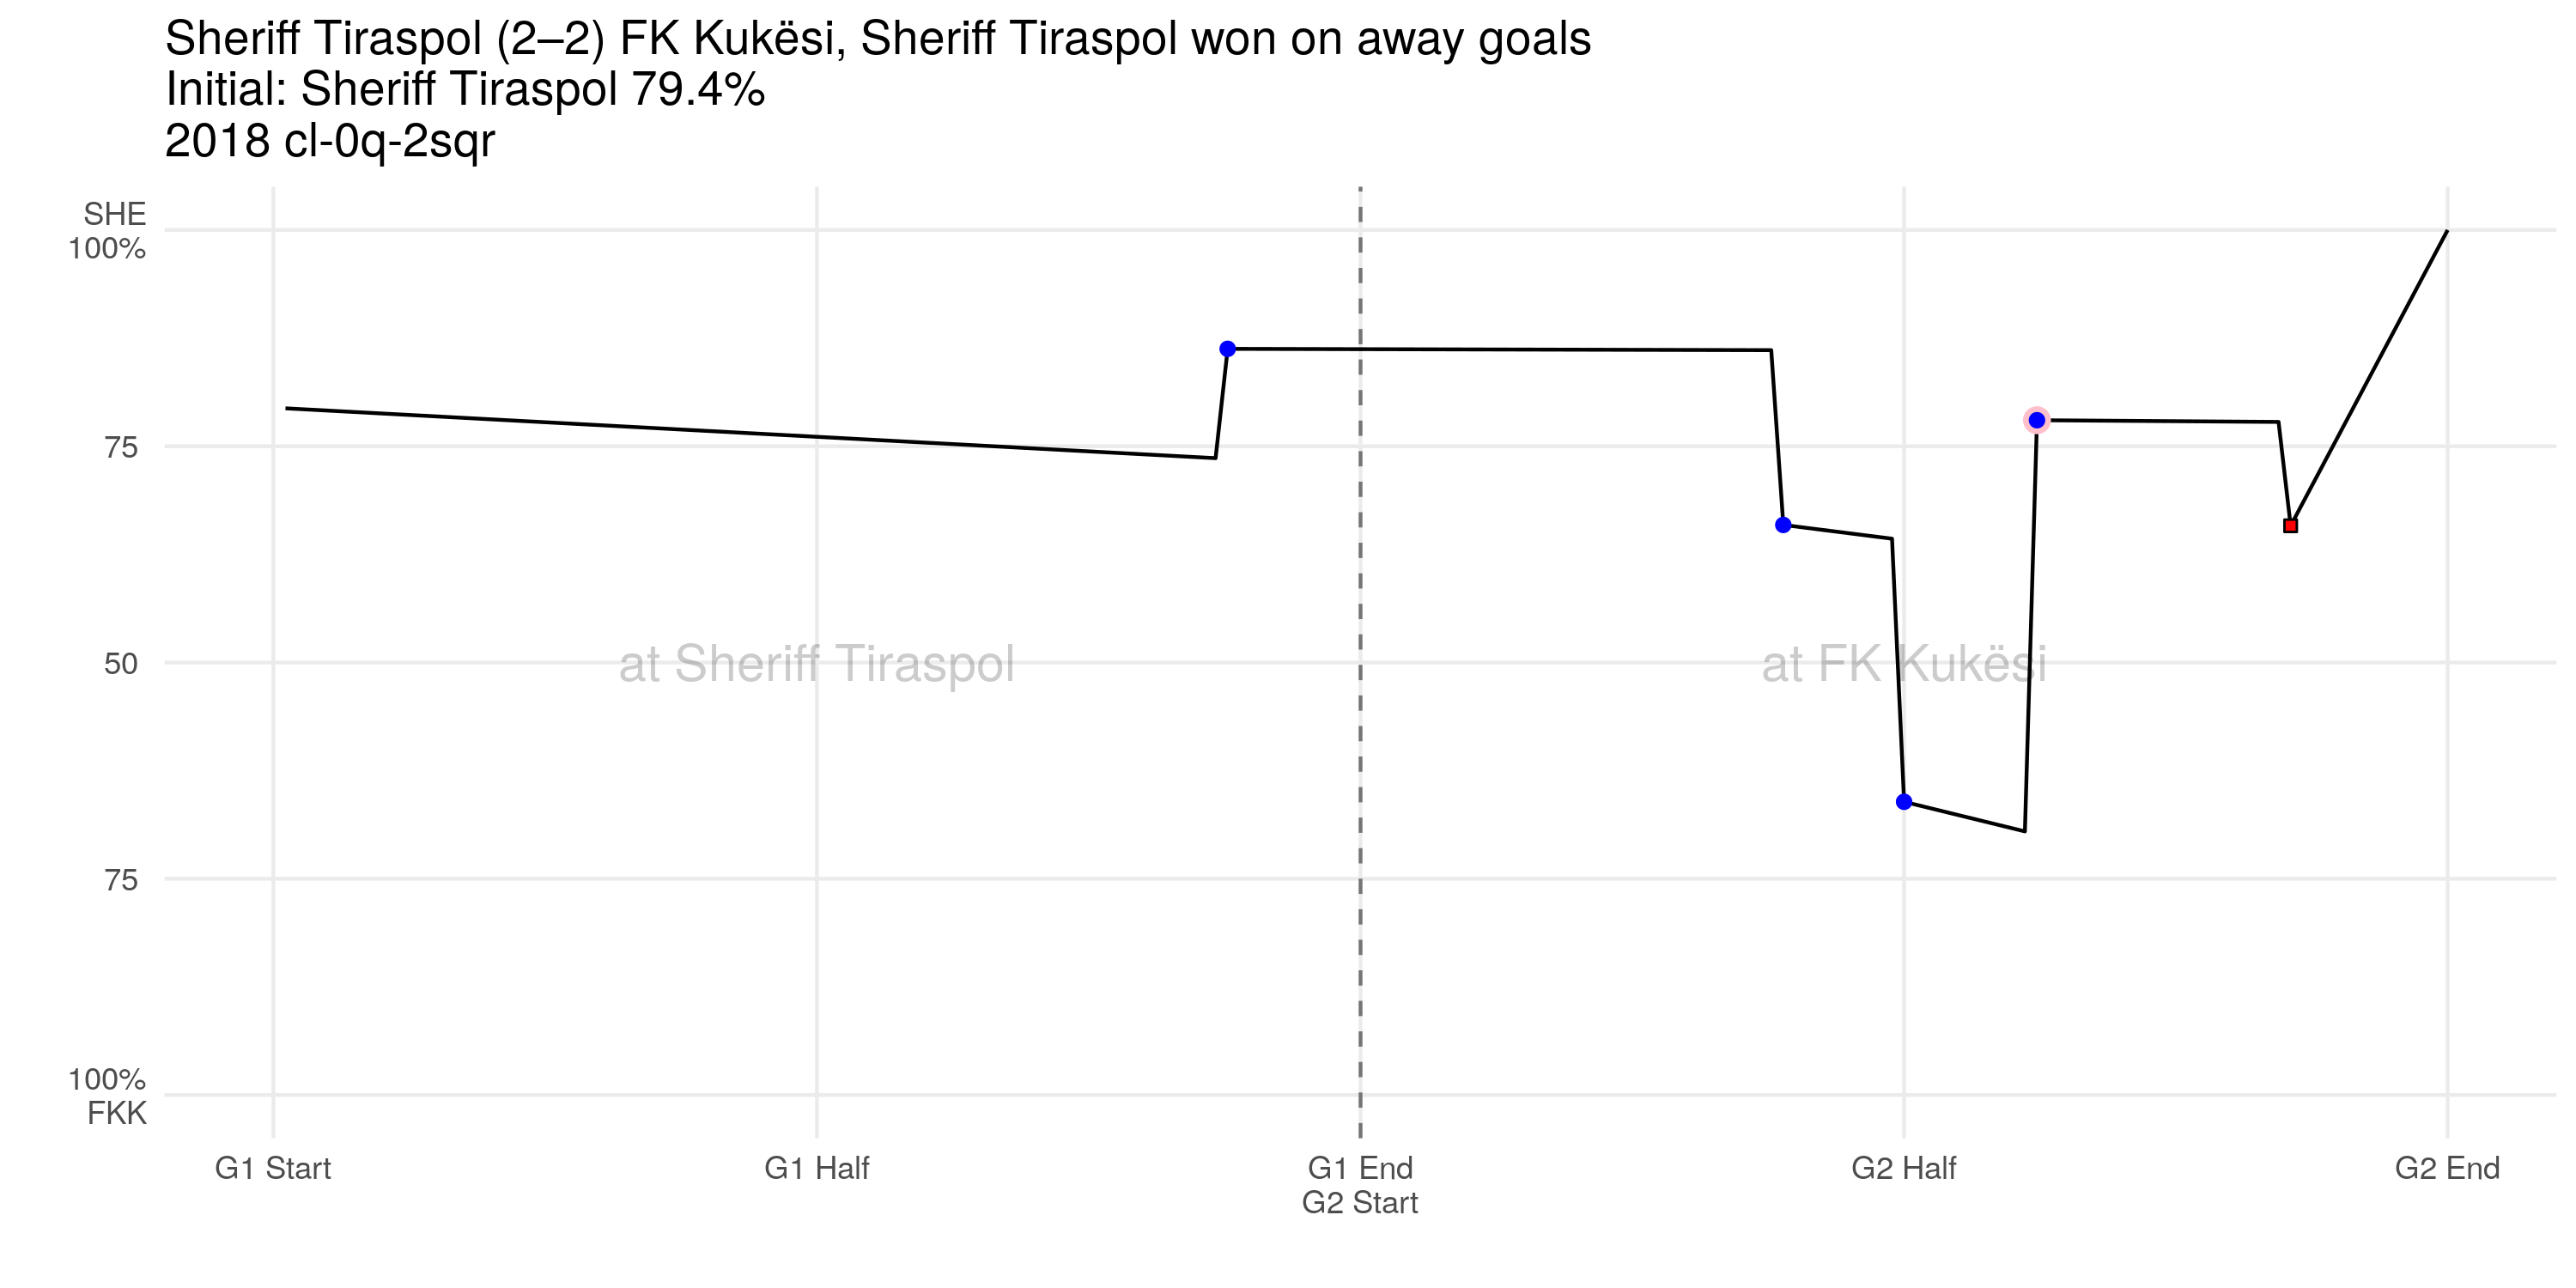 Sheriff Tiraspol (2–2) FK Kukësi, Sheriff Tiraspol won on away goals
Initial: Sheriff Tiraspol 79.4%
2018 cl-0q-2sqr
SHE
100%
75
50
75
100%
FKK
at Sheriff Tiraspol
at FK Kukësi
G1 Start
G1 Half
G1 End
G2 Start
G2 Half
G2 End